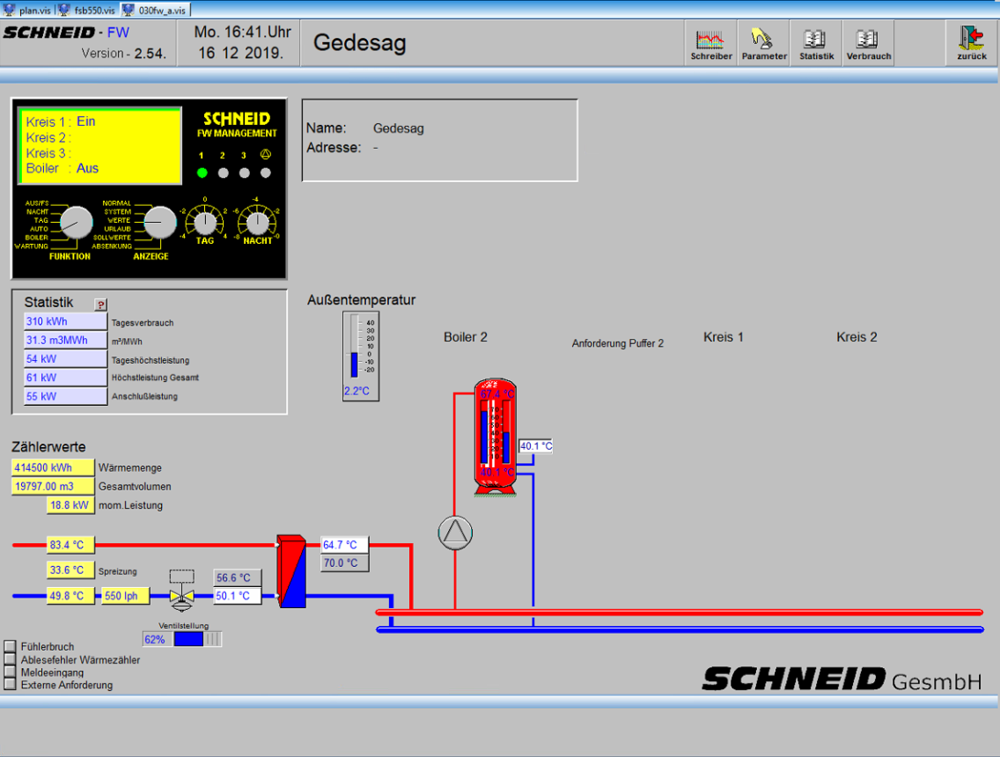 plan.vis fsb550.vis 030fw_a.vis
SCHNEID - FW
Version - 2.54.
Mo. 16:41.Uhr
16 12 2019.
Gedesag
Schreiber Parameter Statistik Verbrauch zurück
Kreis 1 : Ein
Kreis 2 :
Kreis 3 :
Boiler : Aus
SCHNEID
FW MANAGEMENT
1 2 3
AUS/FS
NACHT
TAG
AUTO
BOILER
WARTUNG
FUNKTION
NORMAL
SYSTEM
WERTE
URLAUB
SOLLWERTE
ABSENKUNG
ANZEIGE
0
-2 2
-4 4
TAG
-4
-6 -2
-8 -0
NACHT
Name: Gedesag
Adresse: -
Statistik ?
310 kWh Tagesverbrauch
31.3 m3MWh m³/MWh
54 kW Tageshöchstleistung
61 kW Höchstleistung Gesamt
55 kW Anschlußleistung
Außentemperatur
40
30
20
10
0
-10
-20
2.2°C
Boiler 2
Anforderung Puffer 2
Kreis 1
Kreis 2
67.4 °C
70
60
50
40
30
20
10
40.1 °C
40.1 °C
Zählerwerte
414500 kWh Wärmemenge
19797.00 m3 Gesamtvolumen
18.8 kW mom.Leistung
83.4 °C
64.7 °C
70.0 °C
33.6 °C Spreizung
56.6 °C
49.8 °C 550 lph 50.1 °C
Ventilstellung
62%
Fühlerbruch
Ablesefehler Wärmezähler
Meldeeingang
Externe Anforderung
SCHNEID GesmbH